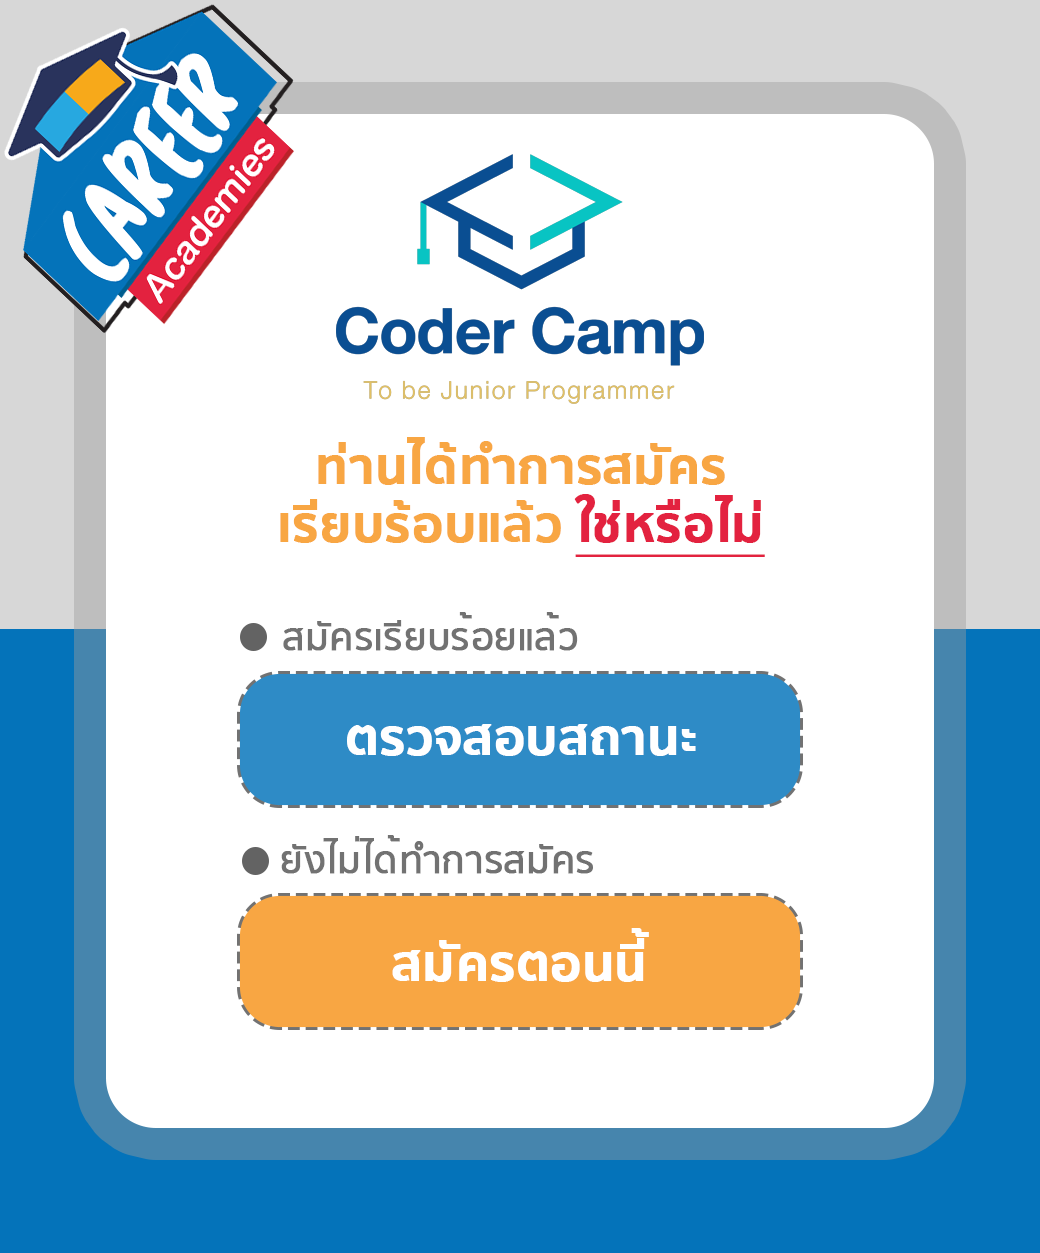 CAREER
Academies
Coder Camp
To be Junior Programmer
ท่านได้ทำการสมัคร
เรียบร้อบแล้ว ใช่หรือไม่
สมัครเรียบร้อยแล้ว
ตรวจสอบสถานะ
ยังไม่ได้ทำการสมัคร
สมัครตอนนี้